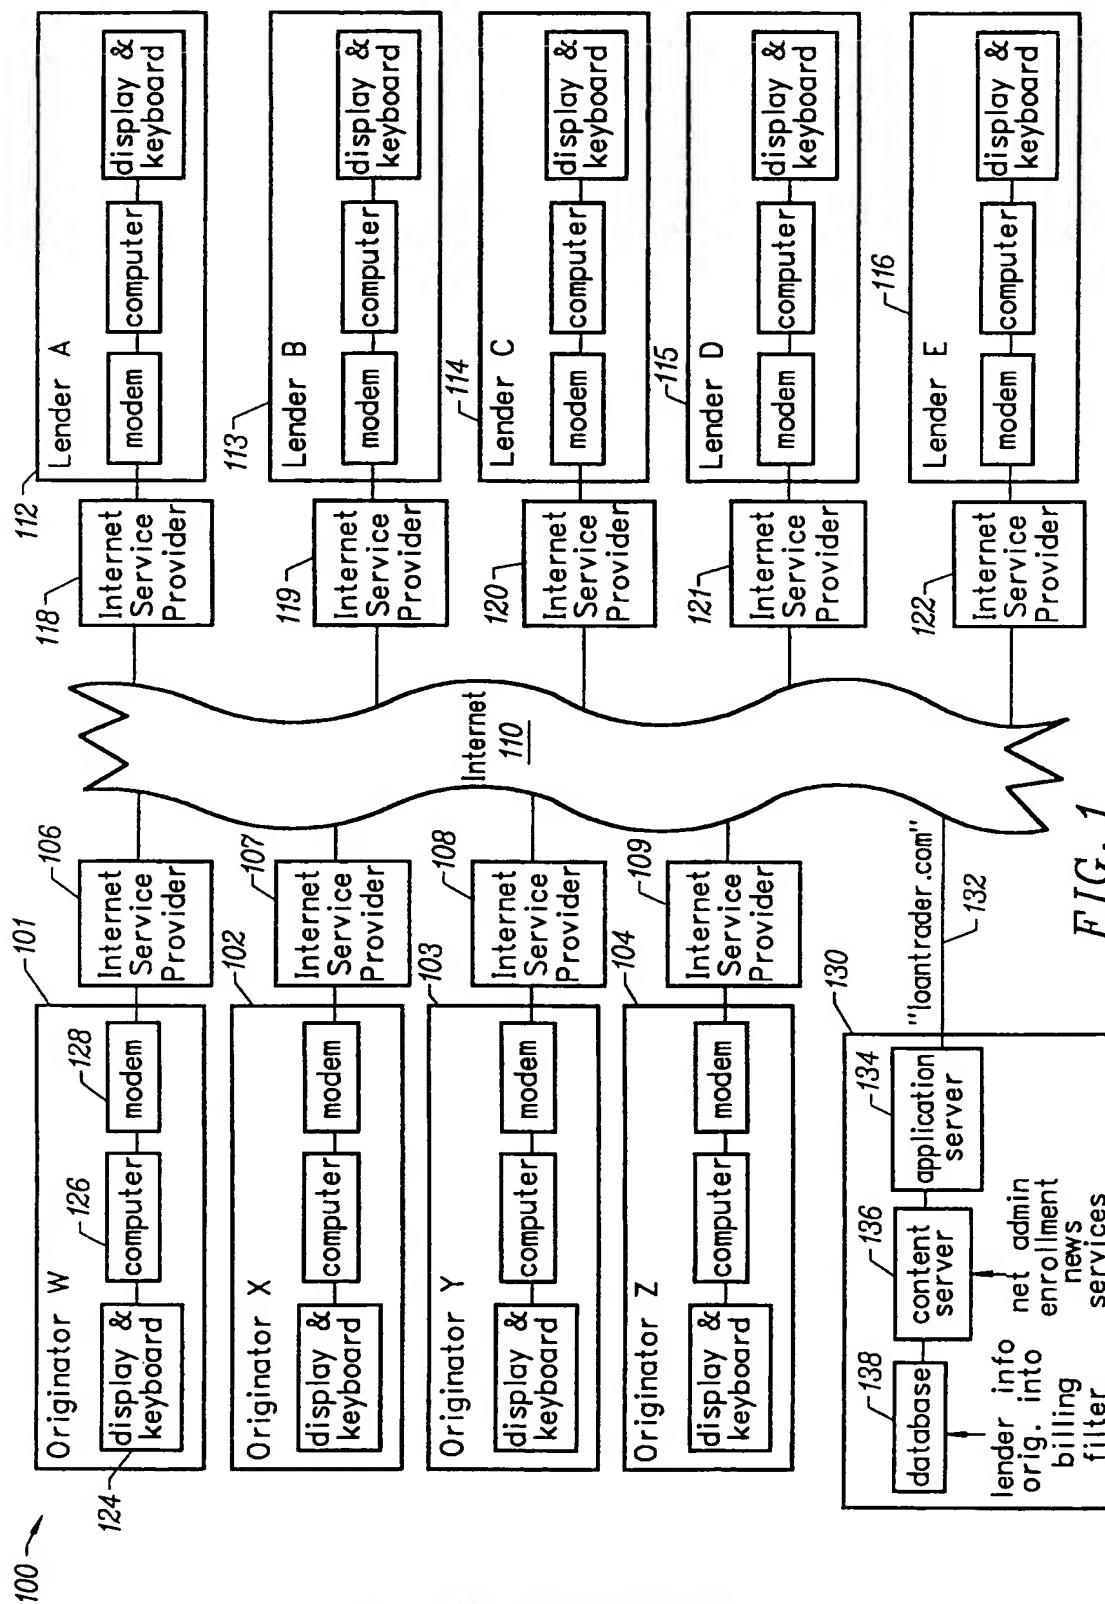 100
Originator W
101
display &
keyboard
124
computer
126
modem
128
Internet
Service
Provider
106
Originator X
102
display &
keyboard
computer
modem
Internet
Service
Provider
107
Originator Y
103
display &
keyboard
computer
modem
Internet
Service
Provider
108
Originator Z
104
display &
keyboard
computer
modem
Internet
Service
Provider
109
130
database
138
content
server
136
application
server
134
lender info
orig. into
billing
filter
net admin
enrollment
news
services
"loantrader.com"
132
Internet
110
118
Internet
Service
Provider
112
Lender A
modem
computer
display &
keyboard
119
Internet
Service
Provider
113
Lender B
modem
computer
display &
keyboard
120
Internet
Service
Provider
114
Lender C
modem
computer
display &
keyboard
121
Internet
Service
Provider
115
Lender D
modem
computer
display &
keyboard
122
Internet
Service
Provider
116
Lender E
modem
computer
display &
keyboard
FIG. 1